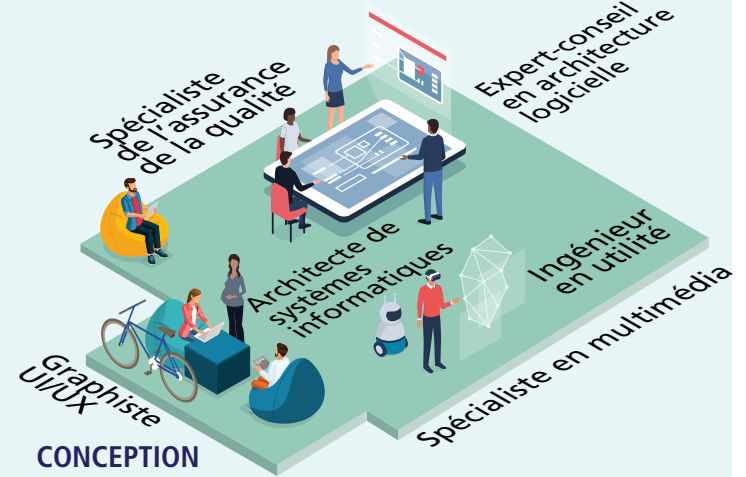 Spécialiste
de l'assurance
de la qualité
Expert-conseil
en architecture
logicielle
Architecte de
systèmes
informatiques
Ingénieur
en utilité
Spécialiste en multimédia
Graphiste
UI/UX
CONCEPTION